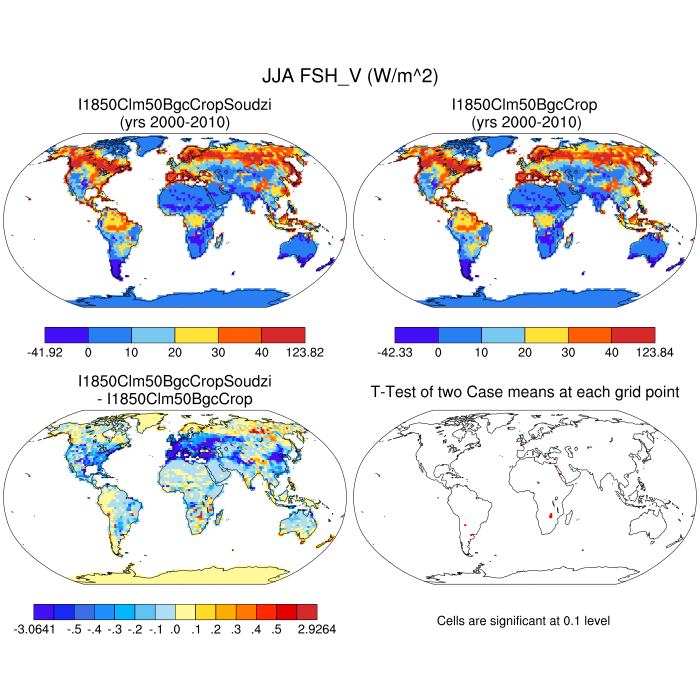 JJA FSH_V (W/m^2)
I1850Clm50BgcCropSoudzi
(yrs 2000-2010)
I1850Clm50BgcCrop
(yrs 2000-2010)
-41.92 0 10 20 30 40 123.82
-42.33 0 10 20 30 40 123.84
I1850Clm50BgcCropSoudzi
- I1850Clm50BgcCrop
T-Test of two Case means at each grid point
-3.0641 -.5 -.4 -.3 -.2 -.1 .0 .1 .2 .3 .4 .5 2.9264
Cells are significant at 0.1 level